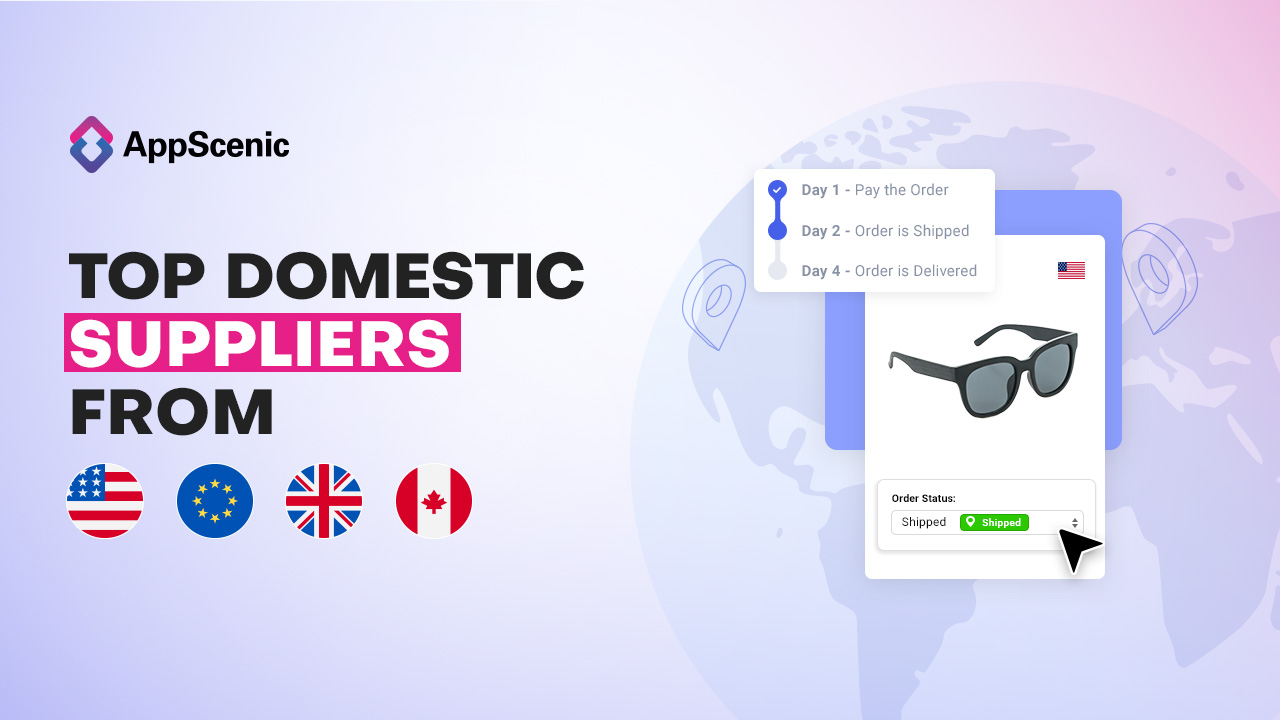 AppScenic
TOP DOMESTIC
SUPPLIERS
FROM
Day 1 - Pay the Order
Day 2 - Order is Shipped
Day 4 - Order is Delivered
Order Status:
Shipped Shipped